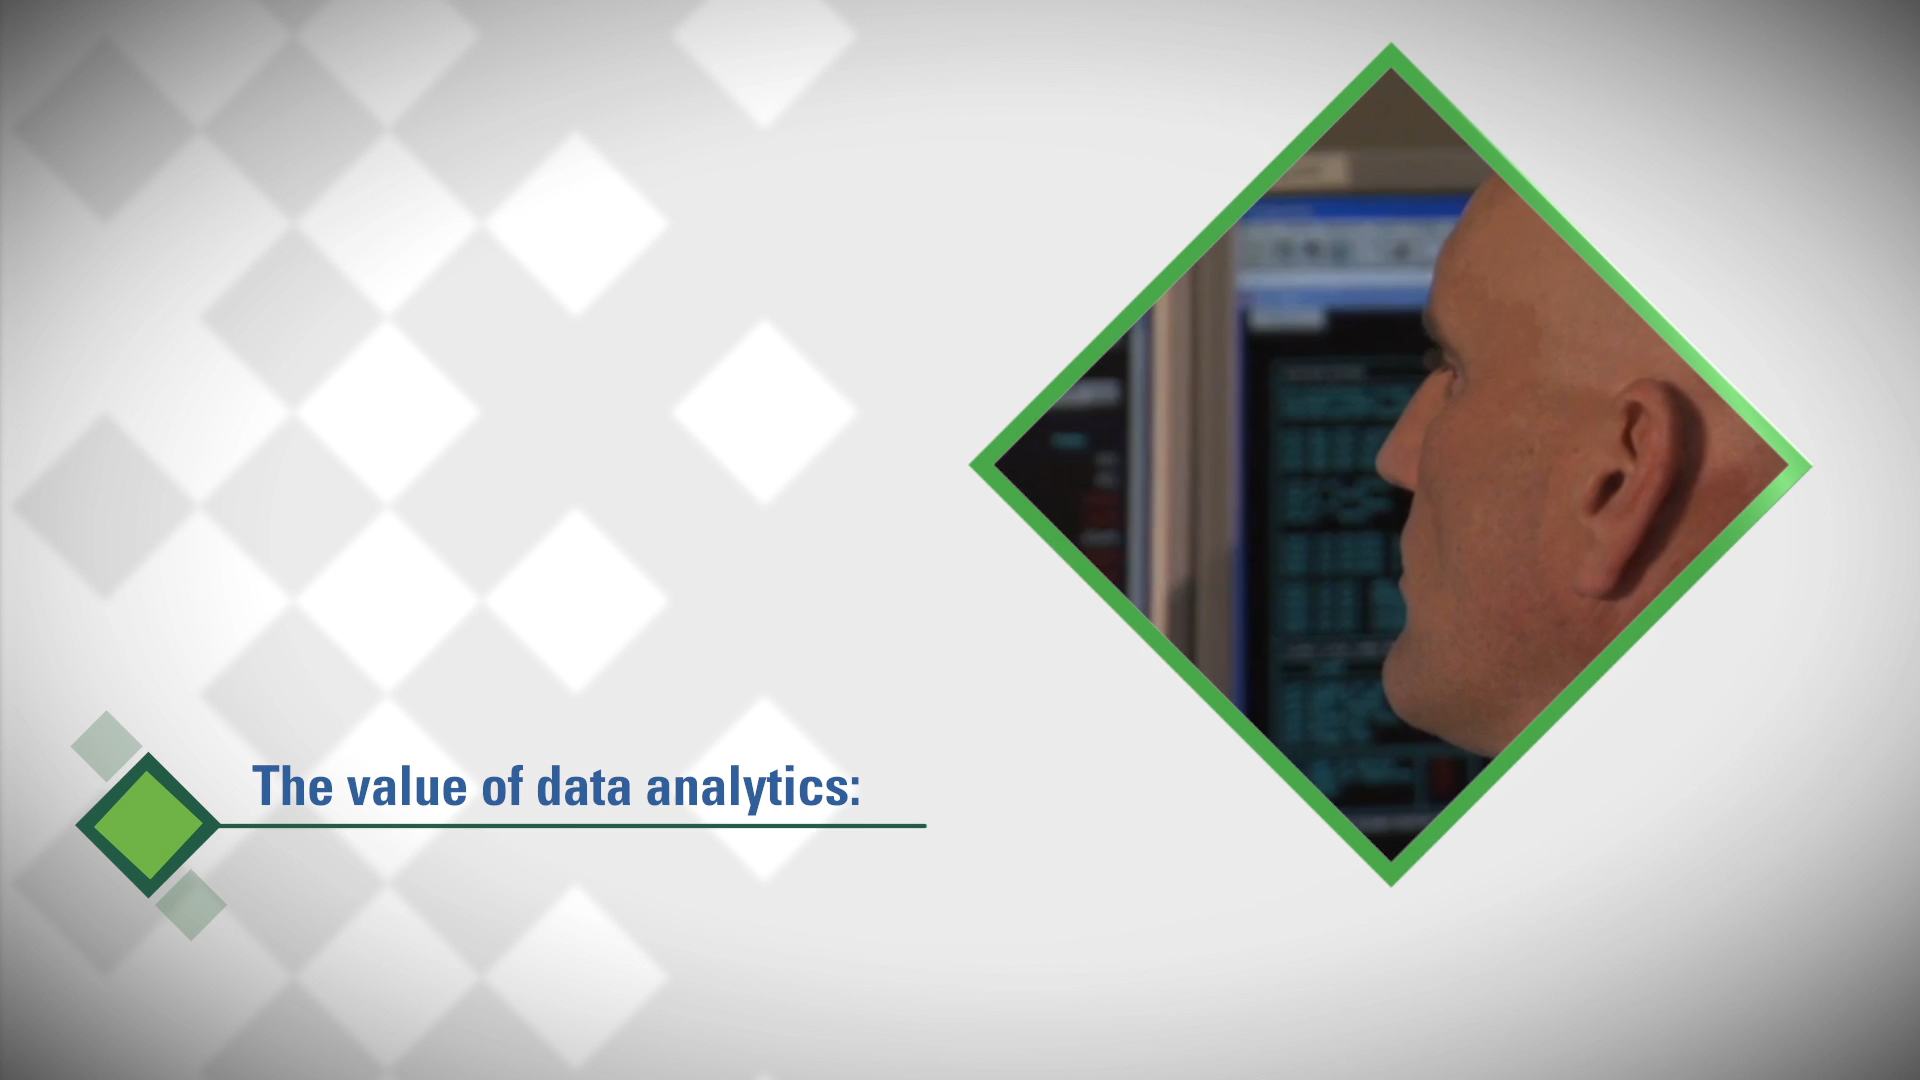 The value of data analytics: